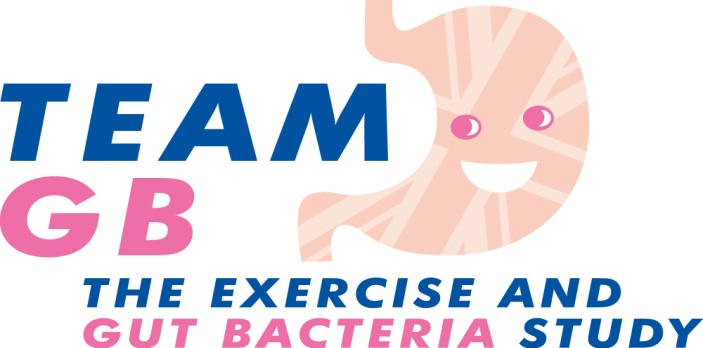 TEAM
GB
THE EXERCISE AND
GUT BACTERIA STUDY